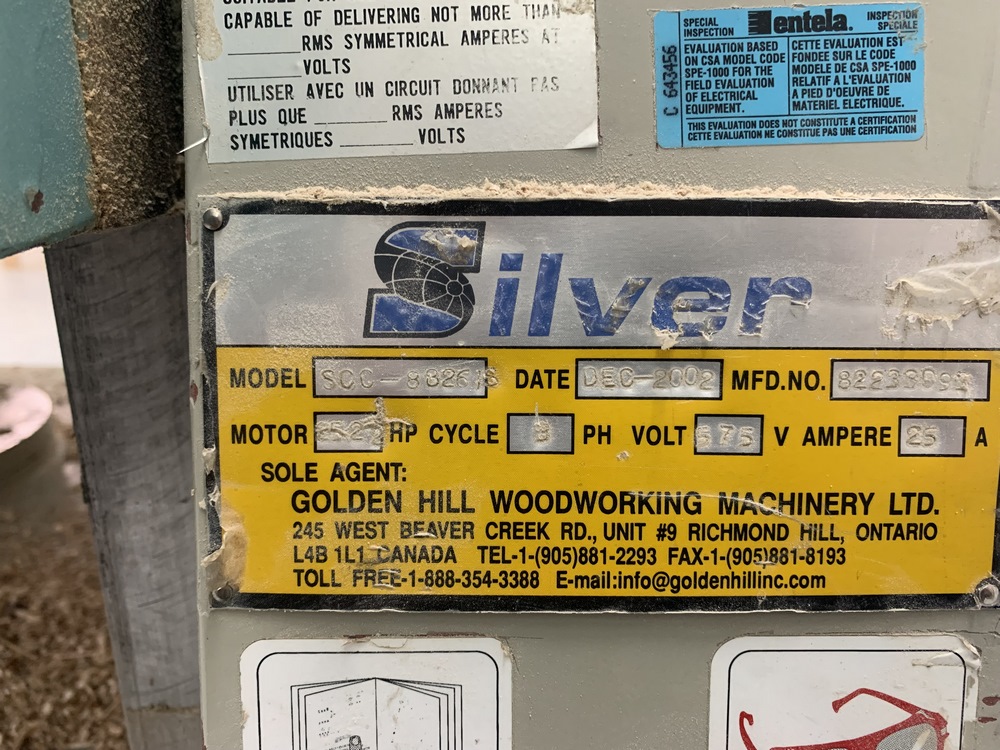 CAPABLE OF DELIVERING NOT MORE THAN
RMS SYMMETRICAL AMPERES AT
VOLTS
UTILISER AVEC UN CIRCUIT DONNANT PAS
PLUS QUE ________ RMS AMPERES
SYMETRIQUES ________ VOLTS
SPECIAL INSPECTION
entela.
INSPECTION SPÉCIALE
C 643456
EVALUATION BASED
ON CSA MODEL CODE
SPE-1000 FOR THE
FIELD EVALUATION
OF ELECTRICAL
EQUIPMENT.
CETTE EVALUATION EST
FONDEE SUR LE CODE
MODELE DE CSA SPE-1000
RELATIF A L'EVALUATION
A PIED D'OEUVRE DE
MATERIEL ELECTRIQUE.
THIS EVALUATION DOES NOT CONSTITUTE A CERTIFICATION
CETTE EVALUATION NE CONSTITUE PAS UNE CERTIFICATION
Silver
MODEL DATE DEC-2002 MFD.NO.
MOTOR HP CYCLE 3 PH VOLT 575 V AMPERE 25 A
SOLE AGENT:
GOLDEN HILL WOODWORKING MACHINERY LTD.
245 WEST BEAVER CREEK RD., UNIT #9 RICHMOND HILL, ONTARIO
L4B 1L1 CANADA TEL-1-(905)881-2293 FAX-1-(905)881-8193
TOLL FREE-1-888-354-3388 E-mail:info@goldenhillinc.com